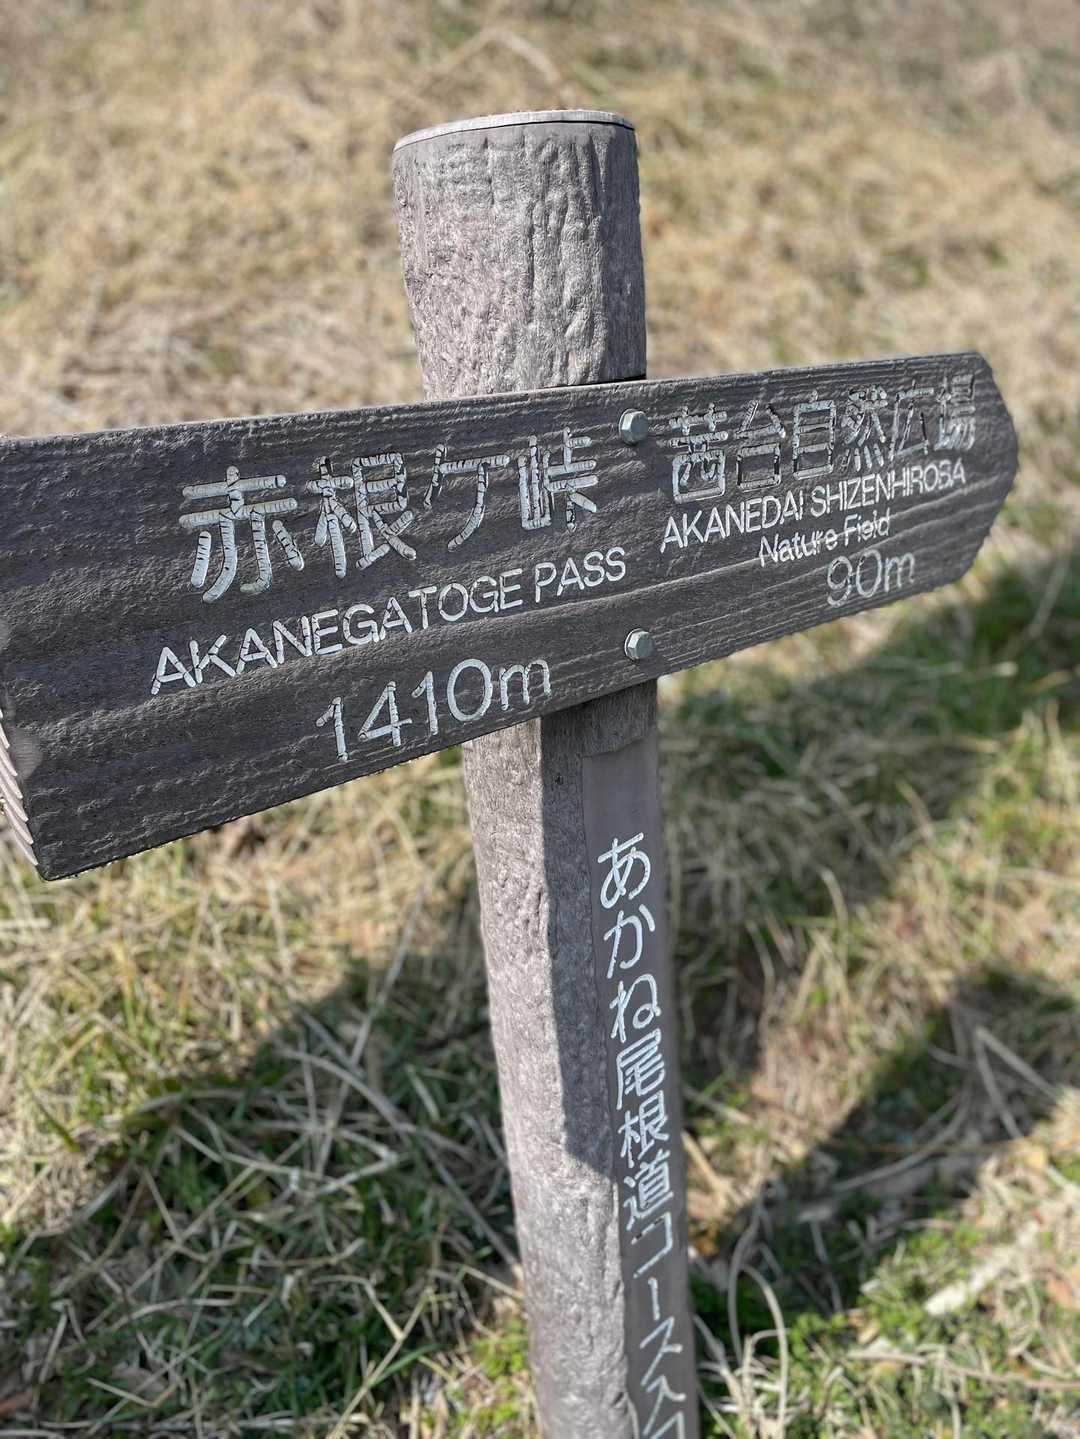 赤根ケ峠
AKANEGATOGE PASS
1410m
茜台自然広場
AKANEDAI SHIZENHIROBA
Nature Field
90m
あかね尾根道コース